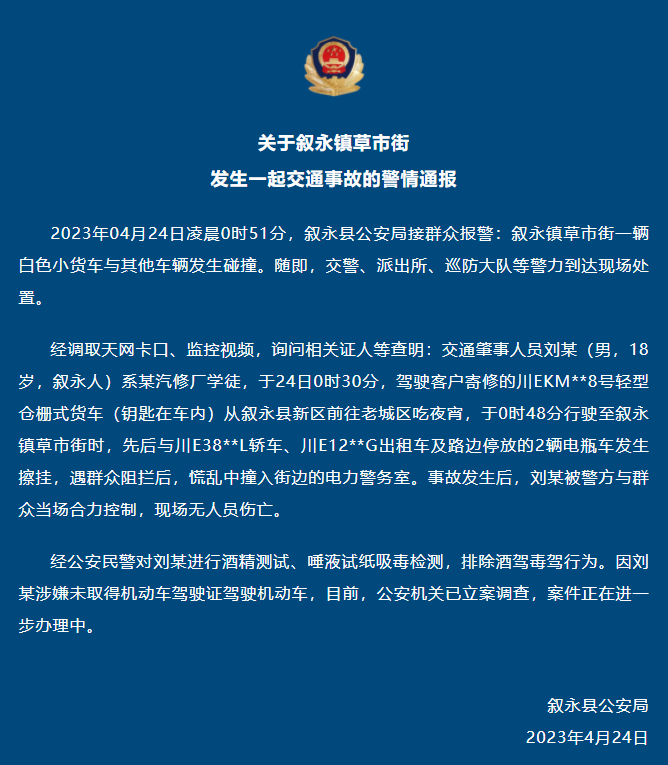 关于叙永镇草市街
发生一起交通事故的警情通报
2023年04月24日凌晨0时51分，叙永县公安局接群众报警：叙永镇草市街一辆
白色小货车与其他车辆发生碰撞。随即，交警、派出所、巡防大队等警力到达现场处
置。
经调取天网卡口、监控视频，询问相关证人等查明：交通肇事人员刘某（男，18
岁，叙永人）系某汽修厂学徒，于24日0时30分，驾驶客户寄修的川EKM**8号轻型
仓栅式货车（钥匙在车内）从叙永县新区前往老城区吃夜宵，于0时48分行驶至叙永
镇草市街时，先后与川E38**L轿车、川E12**G出租车及路边停放的2辆电瓶车发生
擦挂，遇群众阻拦后，慌乱中撞入街边的电力警务室。事故发生后，刘某被警方与群
众当场合力控制，现场无人员伤亡。
经公安民警对刘某进行酒精测试、唾液试纸吸毒检测，排除酒驾毒驾行为。因刘
某涉嫌未取得机动车驾驶证驾驶机动车，目前，公安机关已立案调查，案件正在进一
步办理中。
叙永县公安局
2023年4月24日